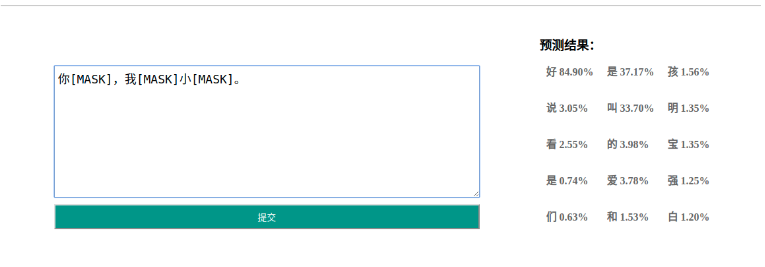 预测结果：
你[MASK]，我[MASK]小[MASK]。
好 84.90% 是 37.17% 孩 1.56%
说 3.05% 叫 33.70% 明 1.35%
看 2.55% 的 3.98% 宝 1.35%
是 0.74% 爱 3.78% 强 1.25%
们 0.63% 和 1.53% 白 1.20%
提交